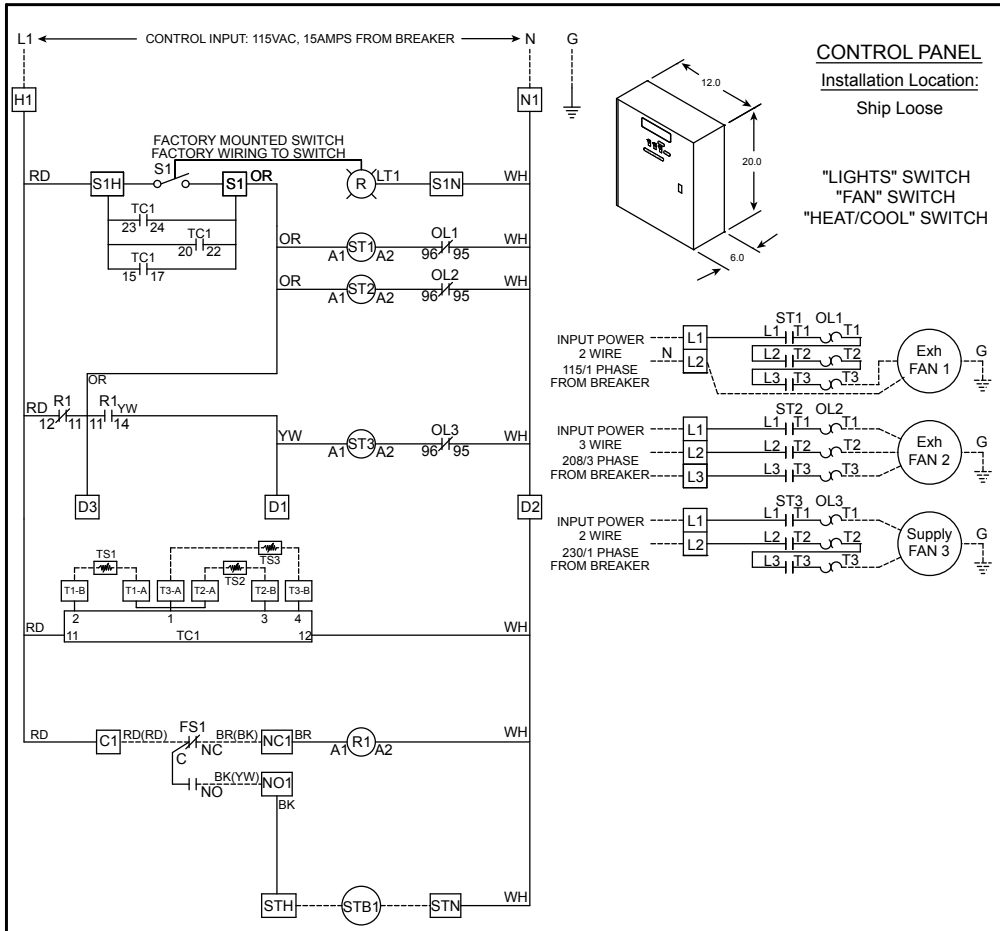 L1 CONTROL INPUT: 115VAC, 15AMPS FROM BREAKER N G
H1 N1
FACTORY MOUNTED SWITCH
FACTORY WIRING TO SWITCH
S1
RD S1H S1 OR R LT1 S1N WH
TC1
23 24
TC1
20 22
TC1
15 17
OR ST1 OL1 WH
A1 A2 96 95
OR ST2 OL2 WH
A1 A2 96 95
OR
RD R1 R1 YW
12 11 11 14
YW ST3 OL3 WH
A1 A2 96 95
D3 D1 D2
TS1 TS3
TS2
T1-B T1-A T3-A T2-A T2-B T3-B
2 1 3 4
RD 11 TC1 12 WH
FS1
RD C1 RD(RD) BR(BK) NC1 BR R1 WH
C NC A1 A2
BK(YW) NO1
NO
BK
STH STB1 STN WH
CONTROL PANEL
Installation Location:
Ship Loose
12.0
20.0
6.0
"LIGHTS" SWITCH
"FAN" SWITCH
"HEAT/COOL" SWITCH
ST1 OL1
INPUT POWER L1 L1 T1 T1
2 WIRE N L2 L2 T2 T2
115/1 PHASE L3 T3 T3
FROM BREAKER
Exh
FAN 1
G
ST2 OL2
INPUT POWER L1 L1 T1 T1
3 WIRE L2 L2 T2 T2
208/3 PHASE
FROM BREAKER L3 L3 T3 T3
Exh
FAN 2
G
ST3 OL3
INPUT POWER L1 L1 T1 T1
2 WIRE L2 L2 T2 T2
230/1 PHASE
FROM BREAKER L3 T3 T3
Supply
FAN 3
G